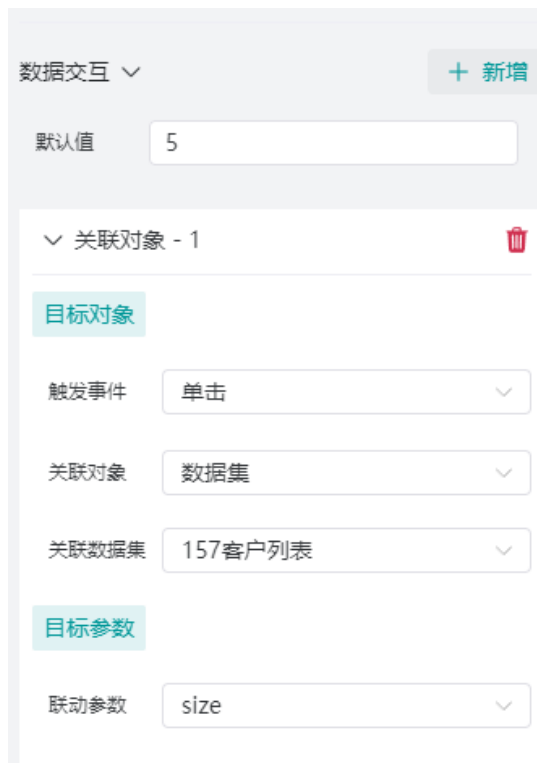 数据交互
+ 新增
默认值 5
关联对象 - 1
目标对象
触发事件 单击
关联对象 数据集
关联数据集 157客户列表
目标参数
联动参数 size